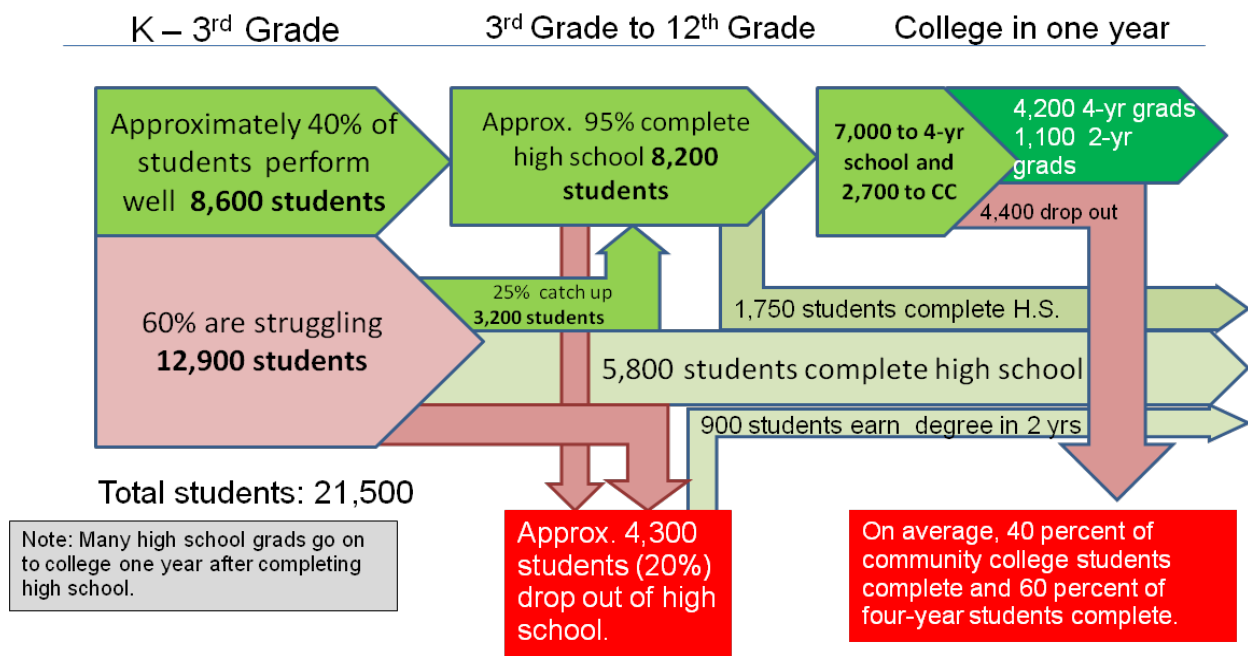 K – 3rd Grade
3rd Grade to 12th Grade
College in one year
Approximately 40% of
students perform
well 8,600 students
Approx. 95% complete
high school 8,200
students
7,000 to 4-yr
school and
2,700 to CC
4,200 4-yr grads
1,100 2-yr
grads
4,400 drop out
25% catch up
3,200 students
1,750 students complete H.S.
60% are struggling
12,900 students
5,800 students complete high school
900 students earn degree in 2 yrs
Total students: 21,500
Note: Many high school grads go on
to college one year after completing
high school.
Approx. 4,300
students (20%)
drop out of high
school.
On average, 40 percent of
community college students
complete and 60 percent of
four-year students complete.